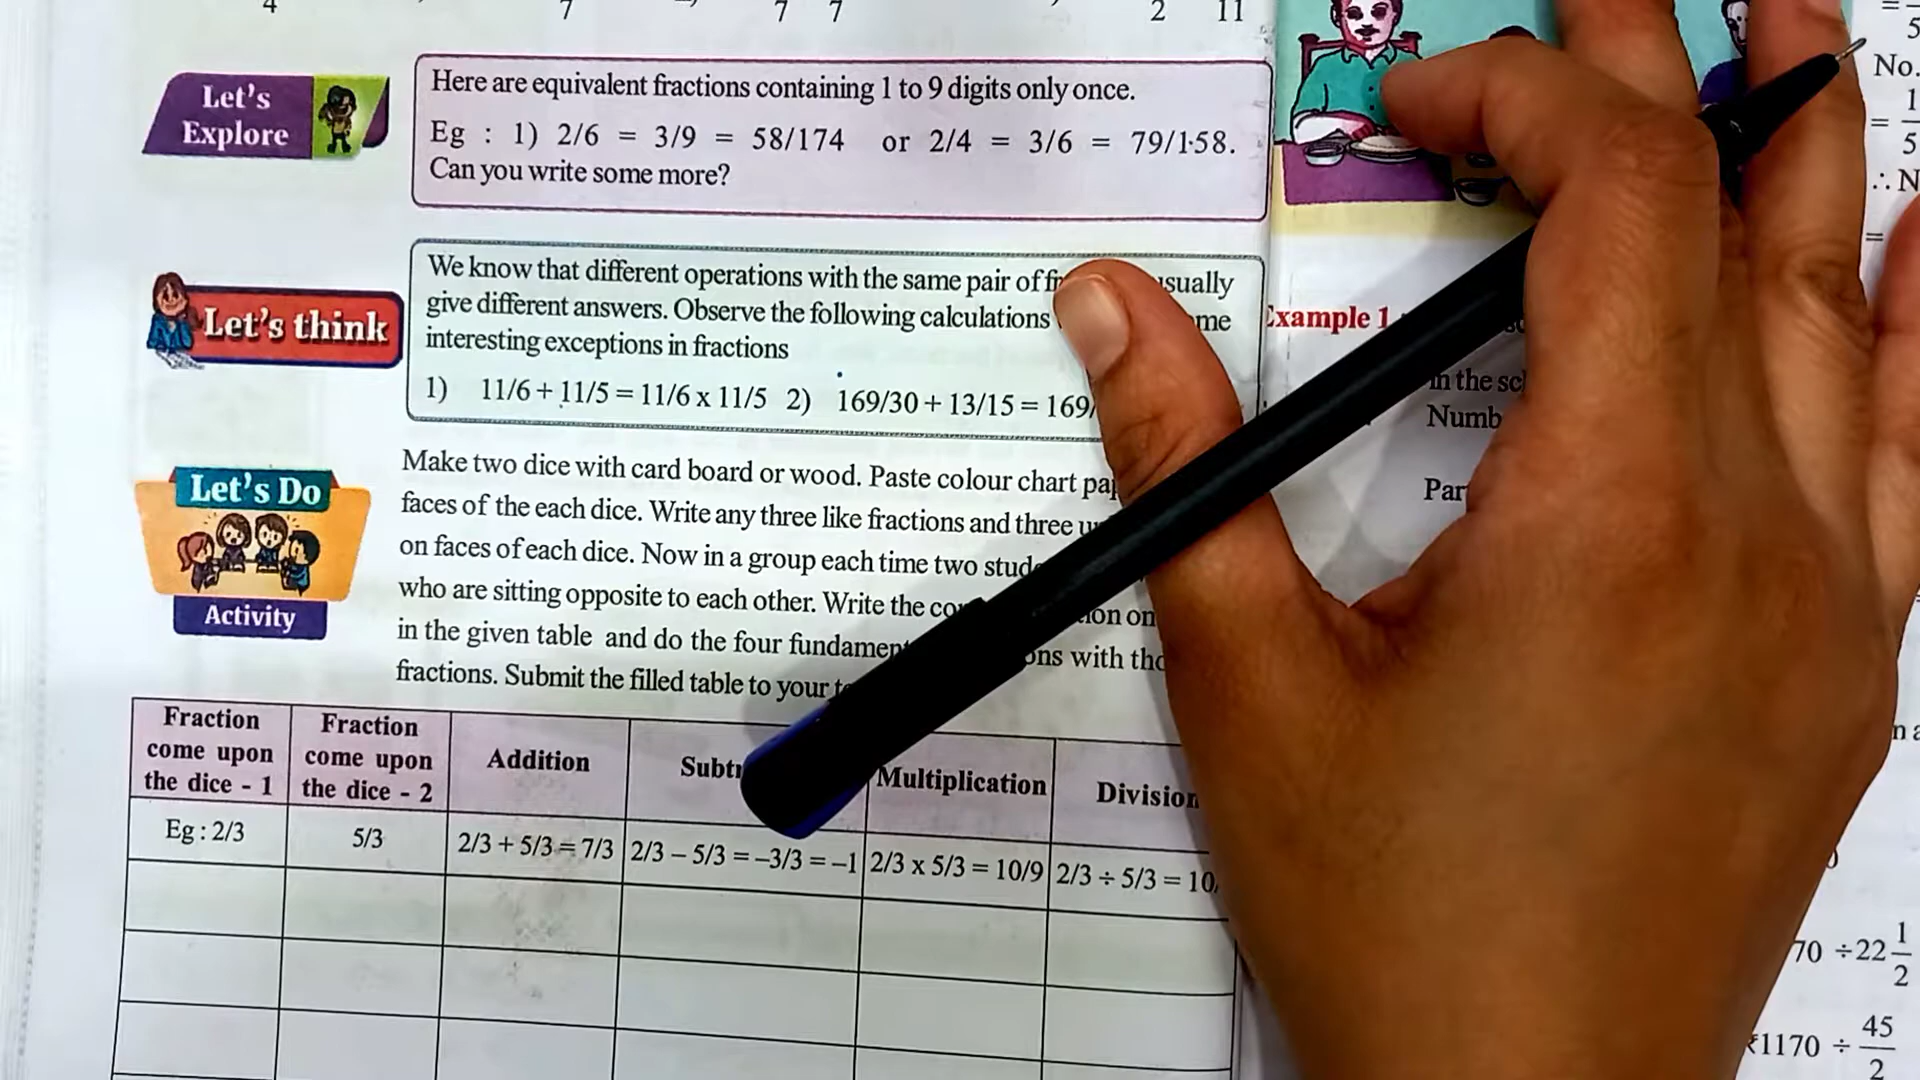 4
7
7 7
2 11
Let's
Explore
Here are equivalent fractions containing 1 to 9 digits only once.
Eg : 1) 2/6 = 3/9 = 58/174 or 2/4 = 3/6 = 79/1·58.
Can you write some more?
Let's think
We know that different operations with the same pair of usually
give different answers. Observe the following calculations
interesting exceptions in fractions
1) 11/6 + 11/5 = 11/6 x 11/5 2) 169/30 + 13/15 = 169/
Let's Do
Activity
Make two dice with card board or wood. Paste colour chart
faces of the each dice. Write any three like fractions and three
on faces of each dice. Now in a group each time two
who are sitting opposite to each other. Write the on
in the given table and do the four with
fractions. Submit the filled table to your
Fraction
come upon
the dice - 1
Fraction
come upon
the dice - 2
Addition
Multiplication
Division
Eg : 2/3
5/3
2/3 + 5/3 = 7/3
2/3 – 5/3 = –3/3 = –1
2/3 x 5/3 = 10/9
2/3 ÷ 5/3 = 10
5
No.
= 1
5
∴ N
=
Example 1
in the
70 ÷ 22 1
2
₹1170 ÷ 45
2